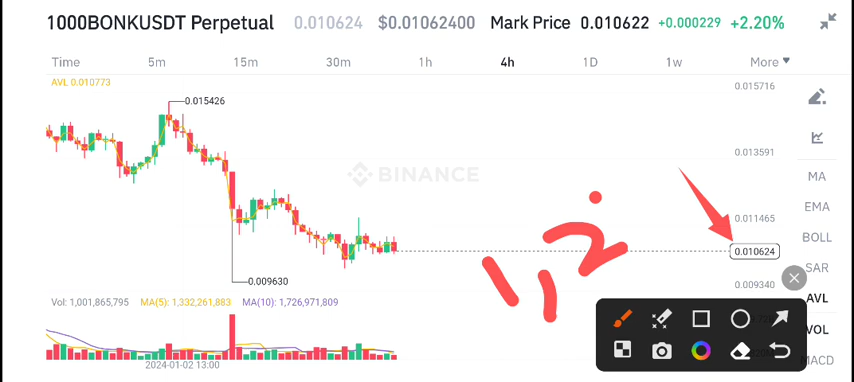 1000BONKUSDT Perpetual 0.010624 $0.01062400 Mark Price 0.010622 +0.000229 +2.20%
Time 5m 15m 30m 1h 4h 1D 1w More
AVL 0.010773
0.015716
0.015426
0.013591
BINANCE
MA
EMA
0.011465
BOLL
0.010624
SAR
0.009630
0.009340
AVL
Vol: 1,001,865,795 MA(5): 1,332,261,883 MA(10): 1,726,971,809
VOL
MACD
2024-01-02 13:00